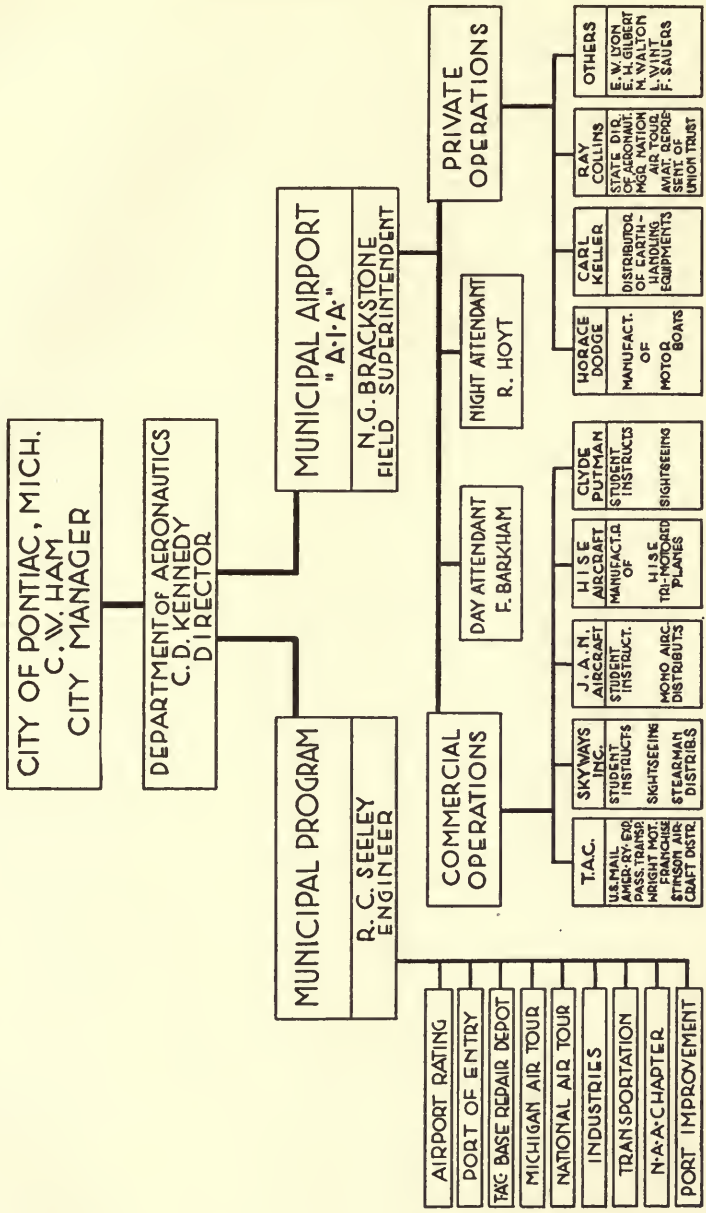 CITY OF PONTIAC, MICH.
C. W. HAM
CITY MANAGER
DEPARTMENT OF AERONAUTICS
C. D. KENNEDY
DIRECTOR
MUNICIPAL PROGRAM
R. C. SEELEY
ENGINEER
AIRPORT RATING
PORT OF ENTRY
TAC BASE REPAIR DEPOT
MICHIGAN AIR TOUR
NATIONAL AIR TOUR
INDUSTRIES
TRANSPORTATION
N·A·A·CHAPTER
PORT IMPROVEMENT
MUNICIPAL AIRPORT
"A·I·A·"
N. G. BRACKSTONE
FIELD SUPERINTENDENT
COMMERCIAL
OPERATIONS
DAY ATTENDANT
F. BARKHAM
NIGHT ATTENDANT
R. HOYT
PRIVATE
OPERATIONS
T.A.C.
U.S. MAIL
AMER·RY·EXP.
PASS. TRANSP.
WRIGHT MOT.
FRANCHISE
STINSON AIR-
CRAFT DISTR.
SKYWAYS
INC.
STUDENT
INSTRUCT·S
SIGHTSEEING
STEARMAN
DISTRIB.S
J. A. N.
AIRCRAFT
STUDENT
INSTRUCT.
MONO AIRC.
DISTRIBUT·S
HISE
AIRCRAFT
MANUFACT.R
OF
HISE
TRI-MOTORED
PLANES
CLYDE
PUTMAN
STUDENT
INSTRUCTS
SIGHTSEEING
HORACE
DODGE
MANUFACT.
OF
MOTOR
BOATS
CARL
KELLER
DISTRIBUTOR
OF EARTH-
HANDLING
EQUIPMENTS
RAY
COLLINS
STATE DIR.
OF AERONAUT.
MGR. NATION
AIR TOUR
AVIAT. REPRE-
SENT. OF
UNION TRUST
OTHERS
E. W. LYON
E. H. GILBERT
M. WALTON
L. WINT
F. SAUERS